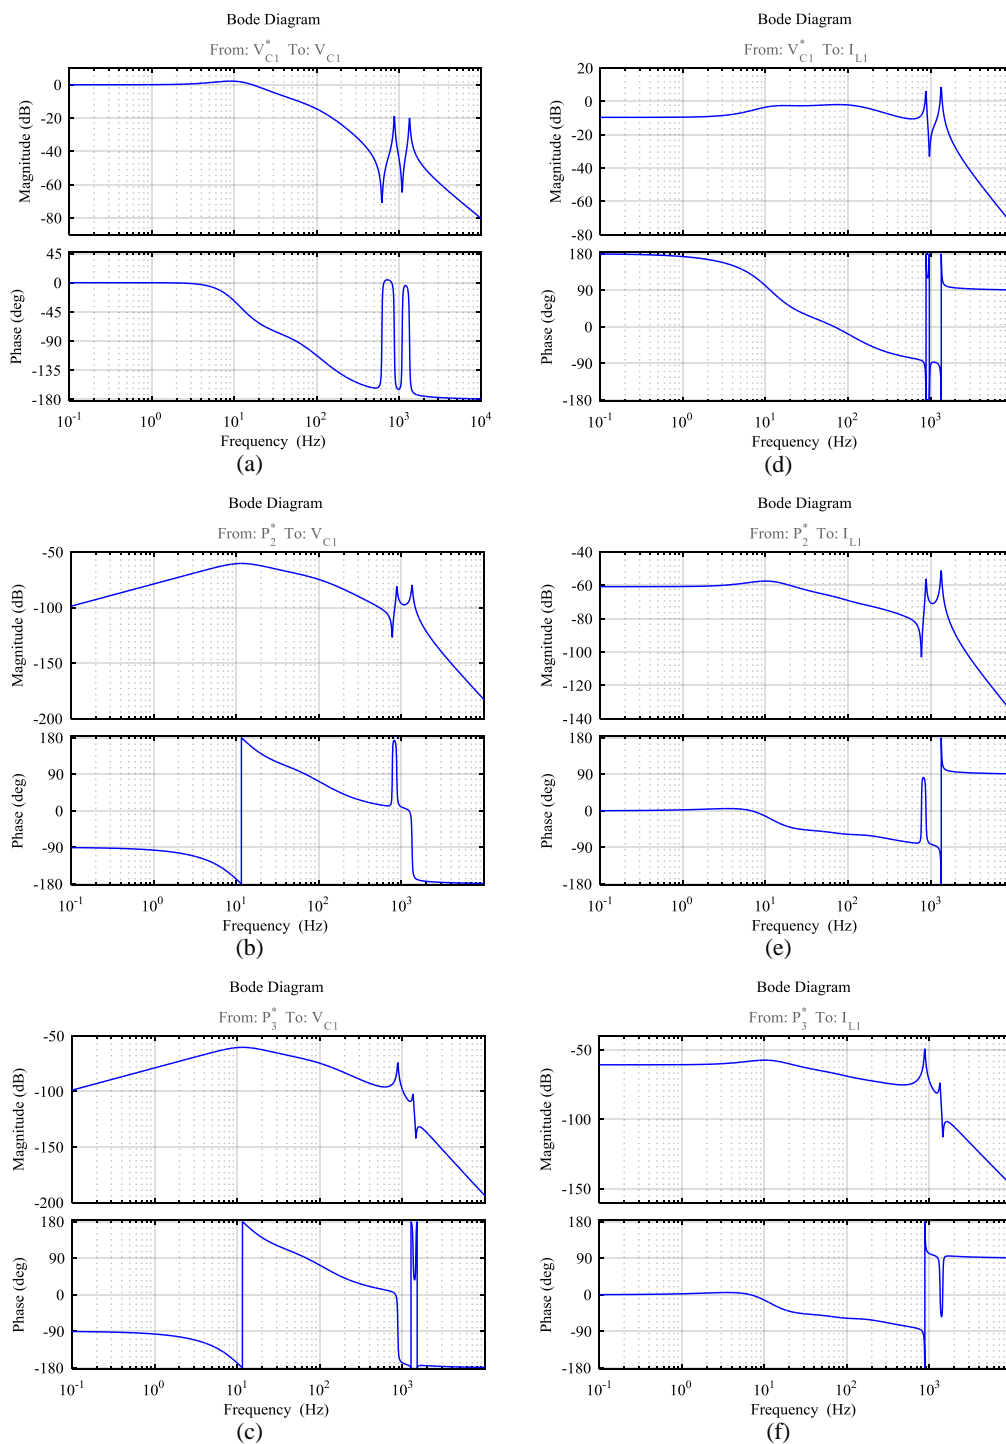 Bode Diagram
From: V*C1 To: VC1
Magnitude (dB)
0
-20
-40
-60
-80
Phase (deg)
45
0
-45
-90
-135
-180
10-1 100 101 102 103 104
Frequency (Hz)
(a)
Bode Diagram
From: V*C1 To: IL1
Magnitude (dB)
20
0
-20
-40
-60
-80
Phase (deg)
180
90
0
-90
-180
10-1 100 101 102 103
Frequency (Hz)
(d)
Bode Diagram
From: P*2 To: VC1
Magnitude (dB)
-50
-100
-150
-200
Phase (deg)
180
90
0
-90
-180
10-1 100 101 102 103
Frequency (Hz)
(b)
Bode Diagram
From: P*2 To: IL1
Magnitude (dB)
-40
-60
-80
-100
-120
-140
Phase (deg)
180
90
0
-90
-180
10-1 100 101 102 103
Frequency (Hz)
(e)
Bode Diagram
From: P*3 To: VC1
Magnitude (dB)
-50
-100
-150
-200
Phase (deg)
180
90
0
-90
-180
10-1 100 101 102 103
Frequency (Hz)
(c)
Bode Diagram
From: P*3 To: IL1
Magnitude (dB)
-50
-100
-150
Phase (deg)
180
90
0
-90
-180
10-1 100 101 102 103
Frequency (Hz)
(f)